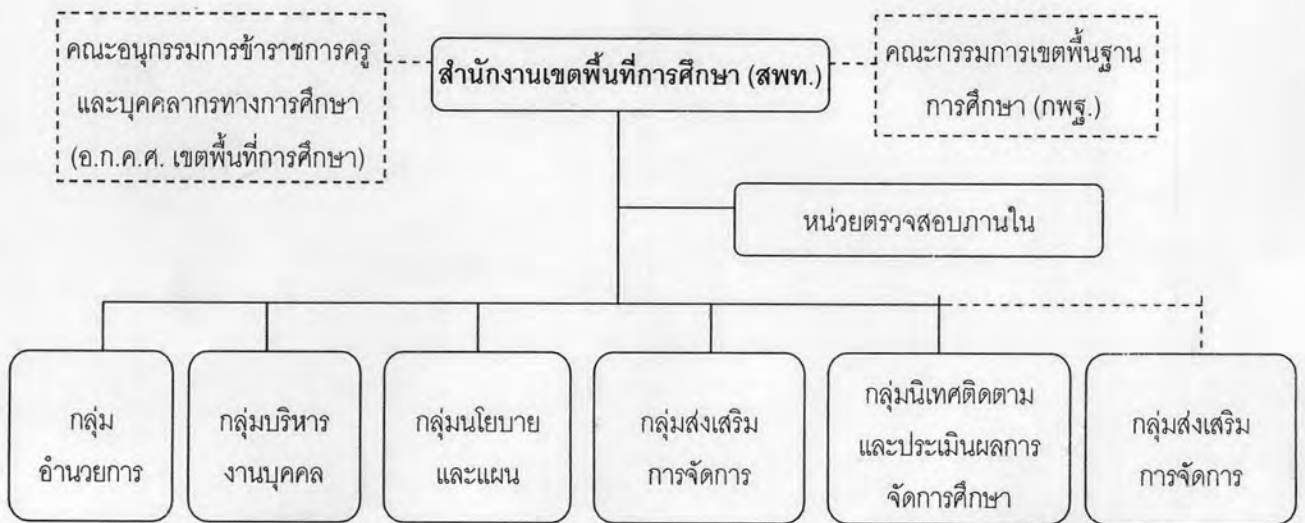 คณะอนุกรรมการข้าราชการครู
และบุคคลากรทางการศึกษา
(อ.ก.ค.ศ. เขตพื้นที่การศึกษา)
สำนักงานเขตพื้นที่การศึกษา (สพท.)
คณะกรรมการเขตพื้นฐาน
การศึกษา (กพฐ.)
หน่วยตรวจสอบภานใน
กลุ่ม
อำนวยการ
กลุ่มบริหาร
งานบุคคล
กลุ่มนโยบาย
และแผน
กลุ่มส่งเสริม
การจัดการ
กลุ่มนิเทศติดตาม
และประเมินผลการ
จัดการศึกษา
กลุ่มส่งเสริม
การจัดการ